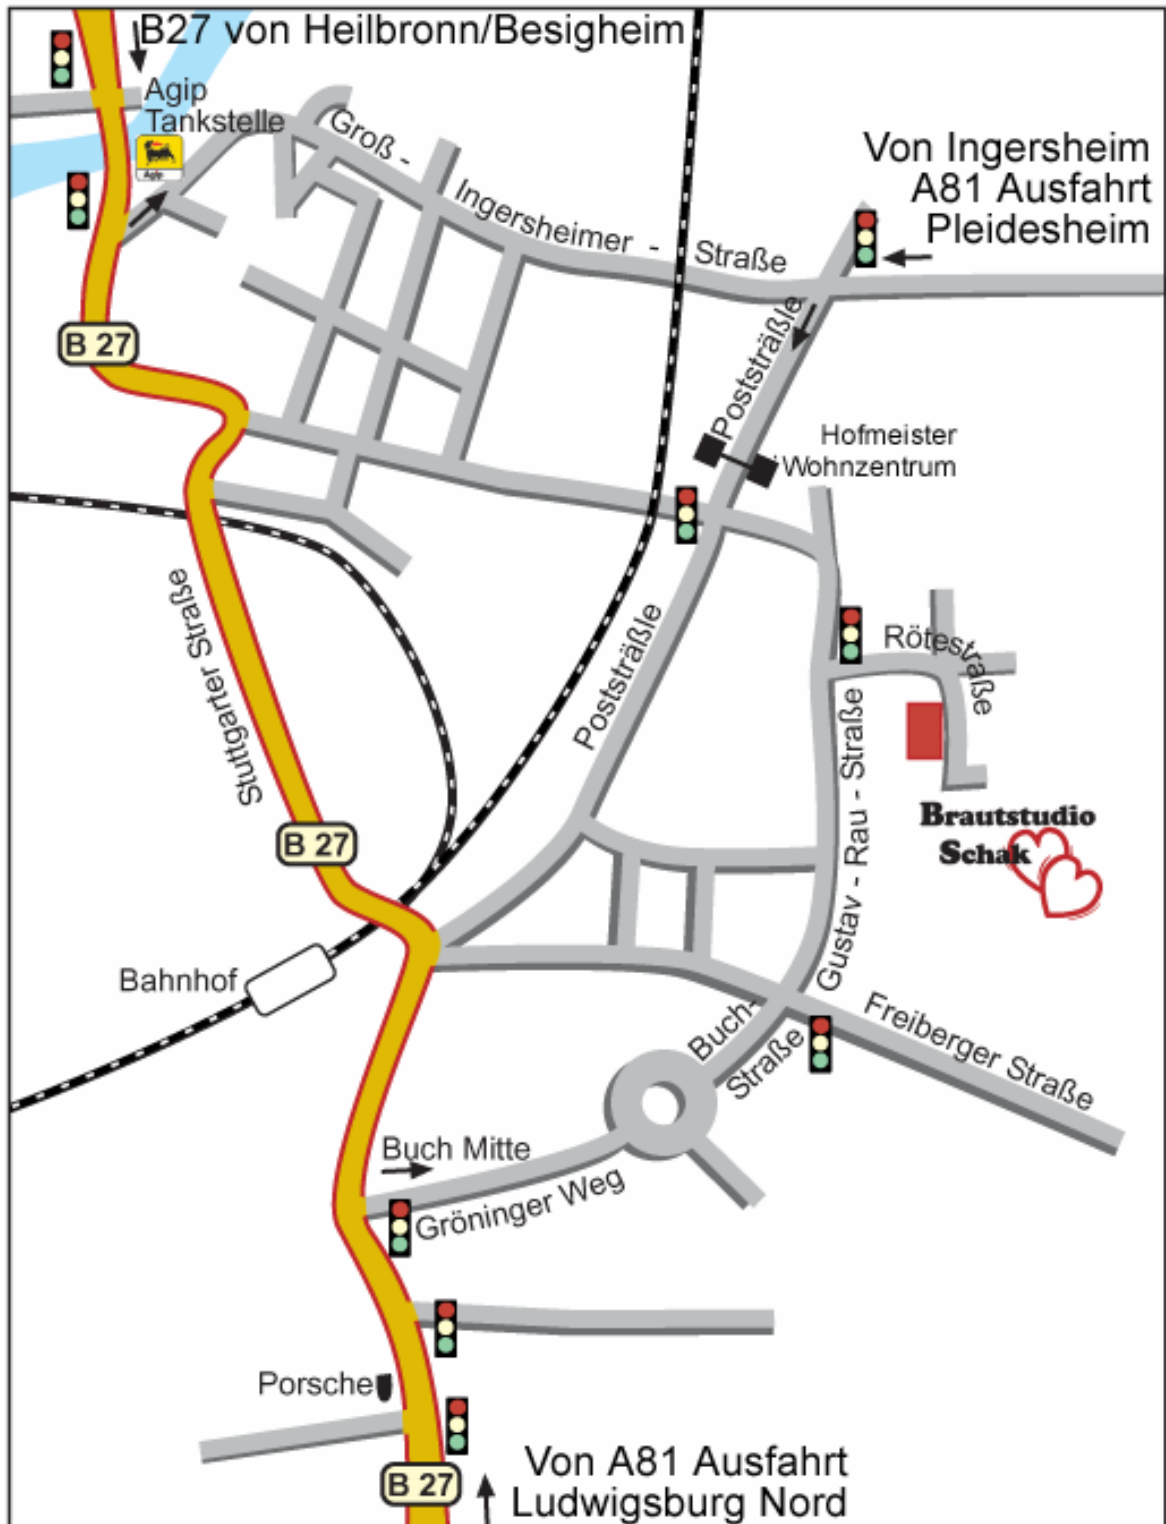 B27 von Heilbronn/Besigheim
Agip
Tankstelle
Agip
Groß -
Ingersheimer - Straße
Von Ingersheim
A81 Ausfahrt
Pleidesheim
B 27
Poststräßle
Hofmeister
Wohnzentrum
Stuttgarter Straße
Poststräßle
Rötestraße
Gustav - Rau - Straße
Brautstudio
Schak
B 27
Bahnhof
Buch-
Straße
Freiberger Straße
Buch Mitte
Gröninger Weg
Porsche
Von A81 Ausfahrt
Ludwigsburg Nord
B 27